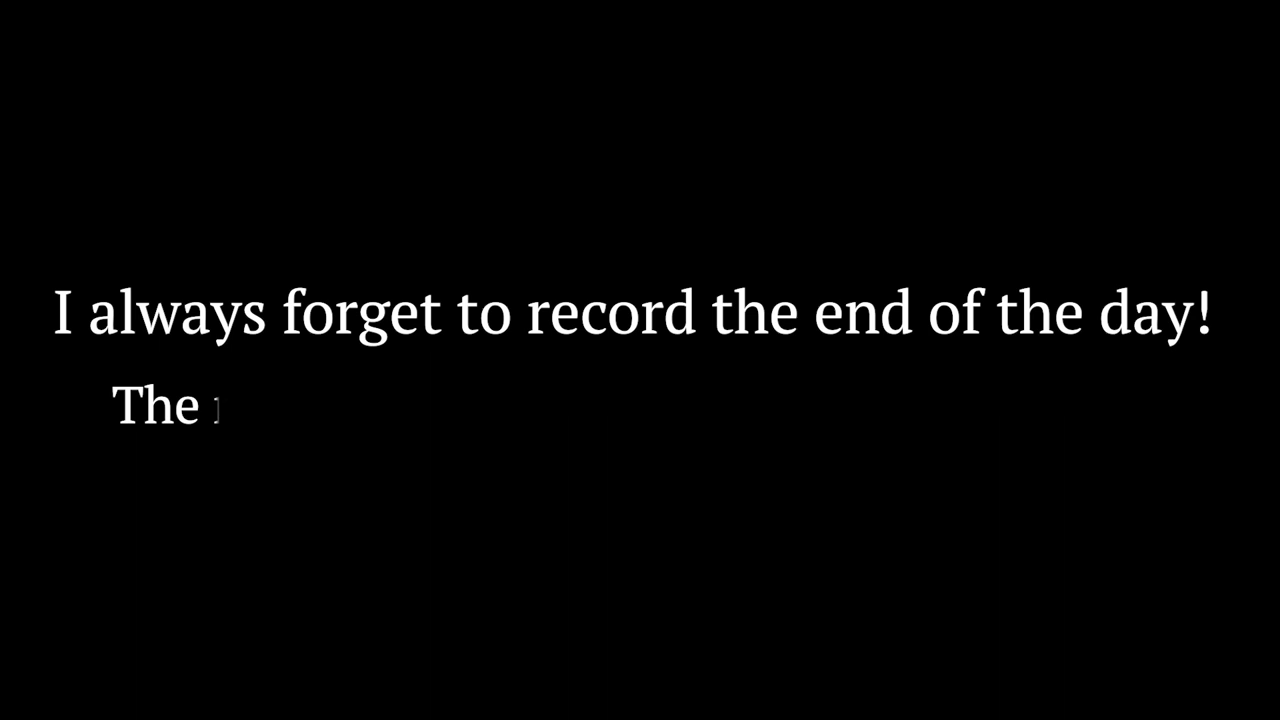 I always forget to record the end of the day!
The